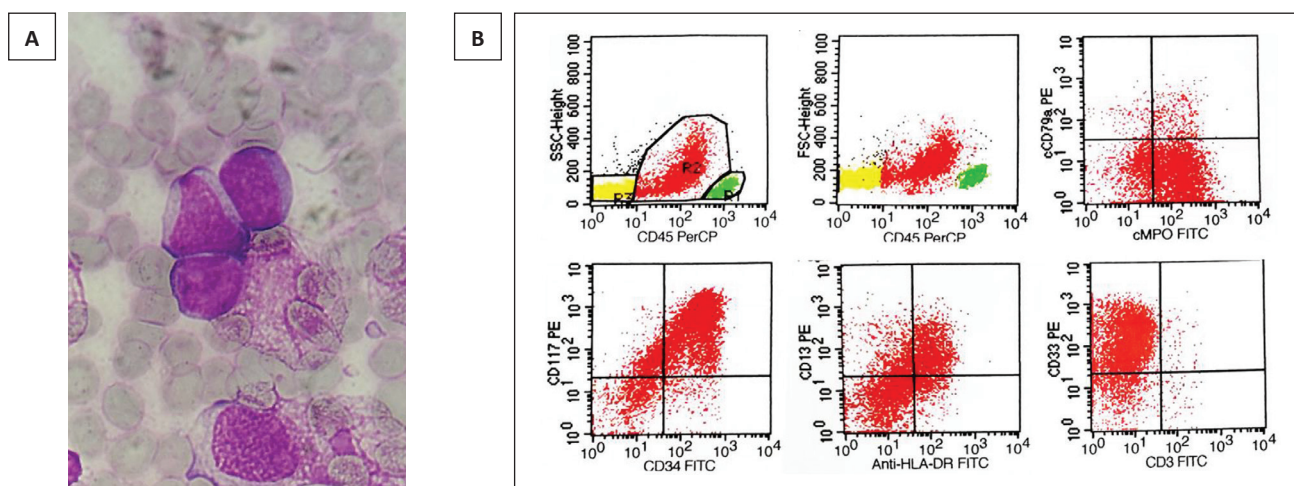 A
B
SSC-Height
0 200 400 600 800 100
R3
R2
R1
10^0 10^1 10^2 10^3 10^4
CD45 PerCP
FSC-Height
0 200 400 600 800 100
10^0 10^1 10^2 10^3 10^4
CD45 PerCP
cCD79a PE
10^0 10^1 10^2 10^3 10
10^0 10^1 10^2 10^3 10^4
cMPO FITC
CD117 PE
10^0 10^1 10^2 10^3 10
10^0 10^1 10^2 10^3 10^4
CD34 FITC
CD13 PE
10^0 10^1 10^2 10^3 10
10^0 10^1 10^2 10^3 10^4
Anti-HLA-DR FITC
CD33 PE
10^0 10^1 10^2 10^3 10
10^0 10^1 10^2 10^3 10^4
CD3 FITC